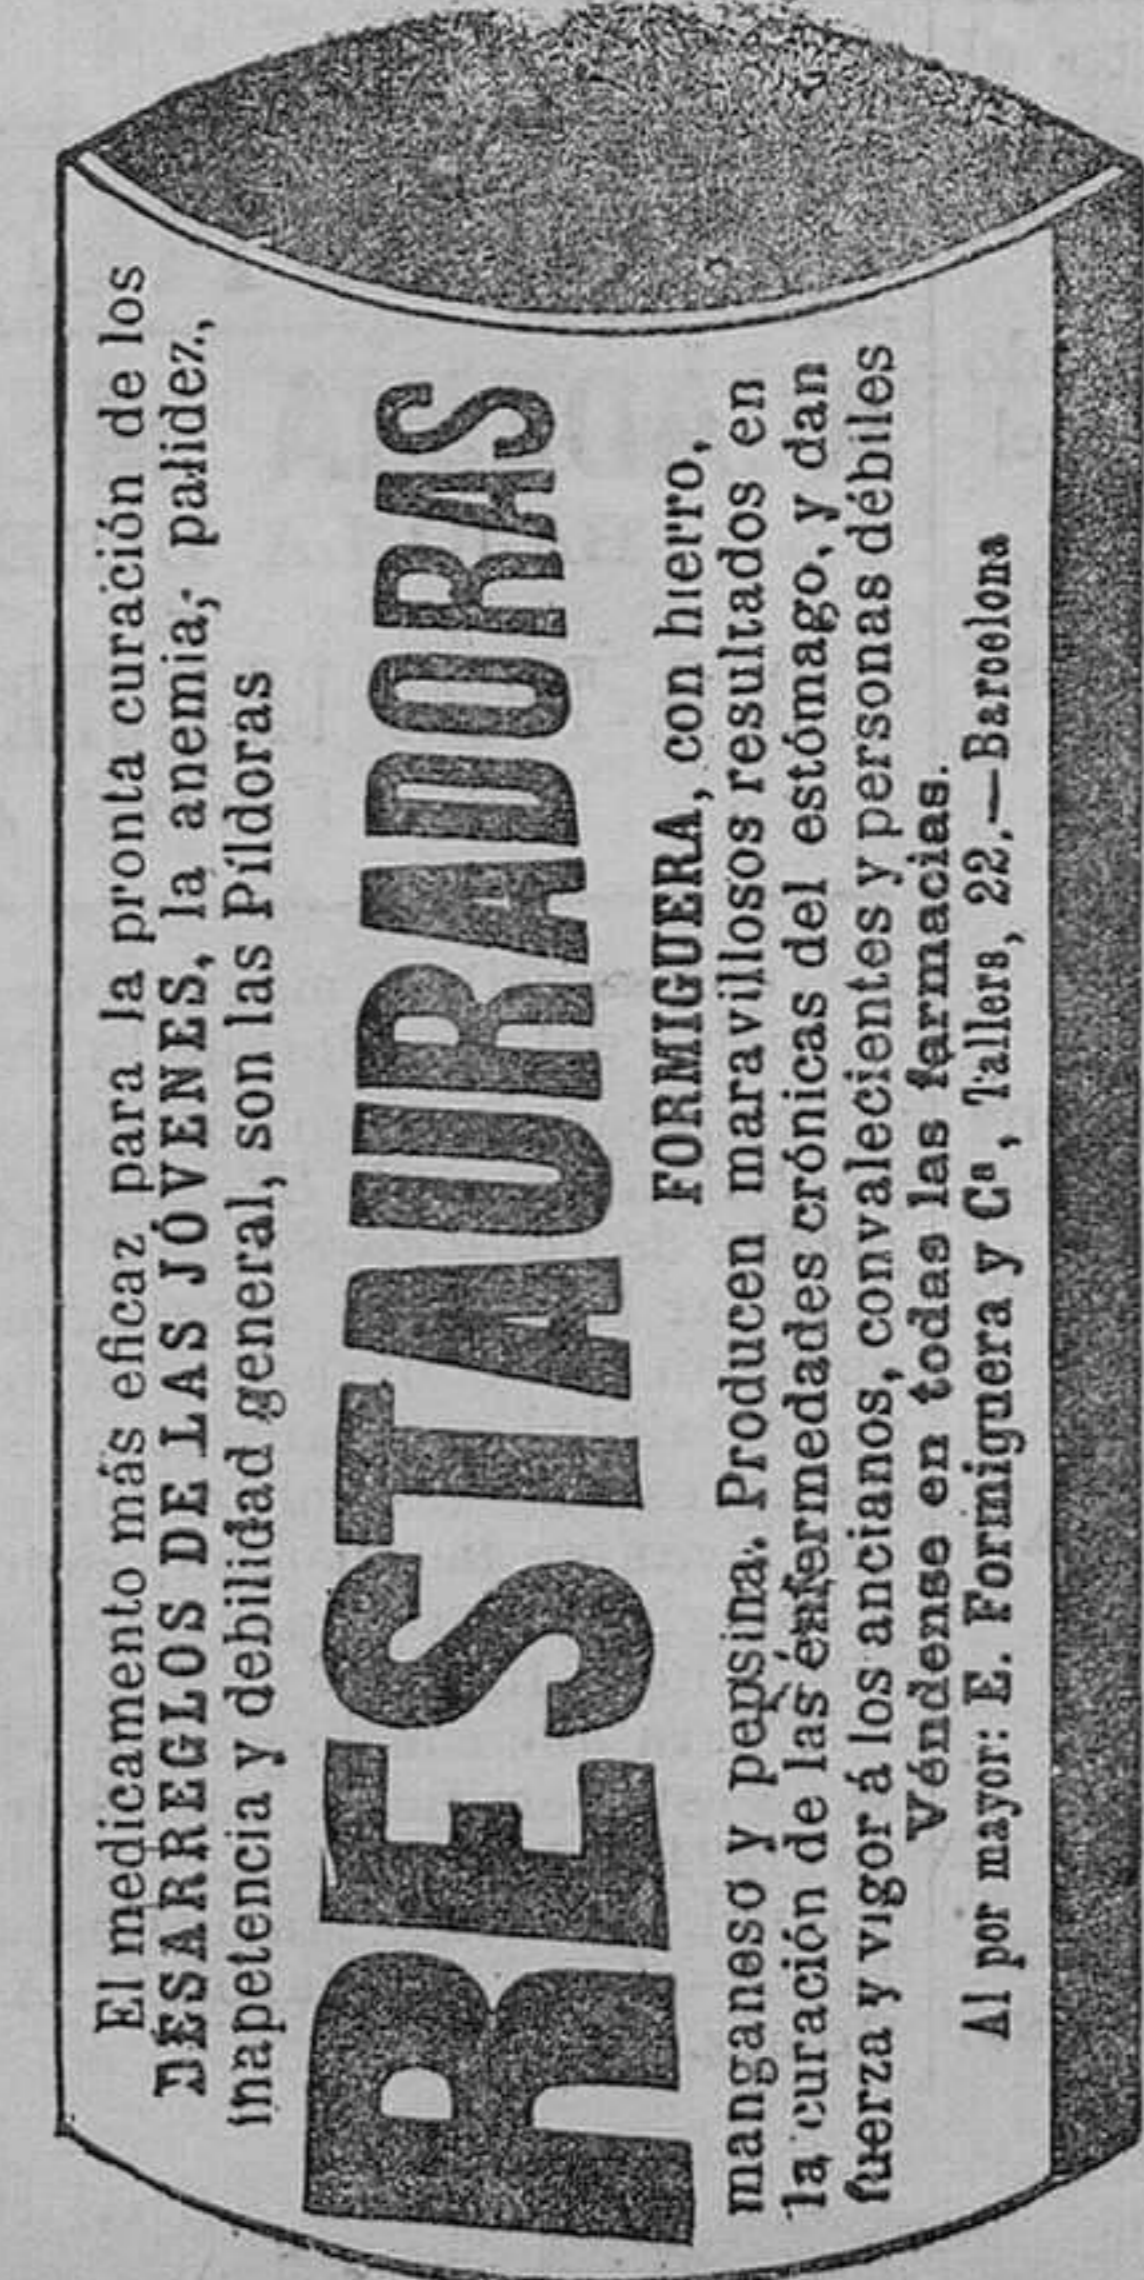 El medicamento más eficaz para la pronta curación de los
DESARREGLOS DE LAS JÓVENES, la anemia, palidez,
inapetencia y debilidad general, son las Píldoras
RESTAURADORAS
FORMIGUERA, con hierro,
manganeso y pepsina. Producen maravillosos resultados en
la curación de las enfermedades crónicas del estómago, y dan
fuerza y vigor á los ancianos, convalecientes y personas débiles
Véndense en todas las farmacias.
Al por mayor: E. Formiguera y Cª, Tallers, 22,—Barcelona